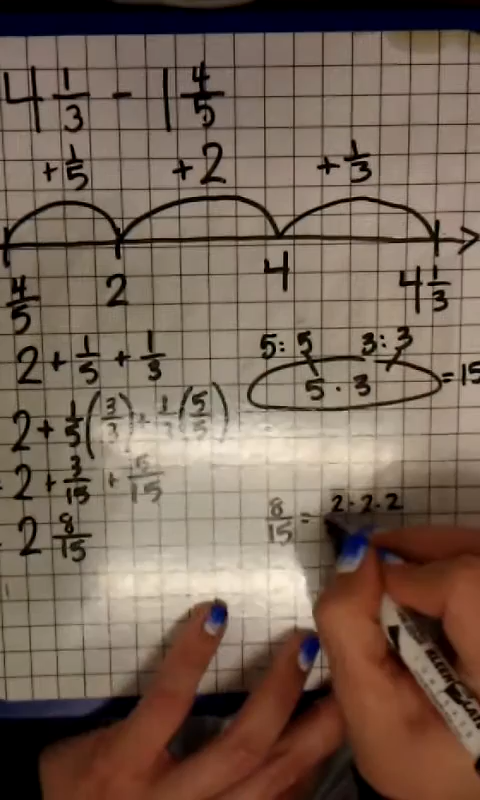 4 1/3 - 1 4/5
+1/5 +2 +1/3
4/5 2 4 4 1/3
2 + 1/5 + 1/3
5: 5 3: 3
5 · 3 = 15
2 + 1/5 (3/3) + 1/3 (5/5)
2 + 3/15 + 5/15
2 8/15
8/15 = 2·2·2